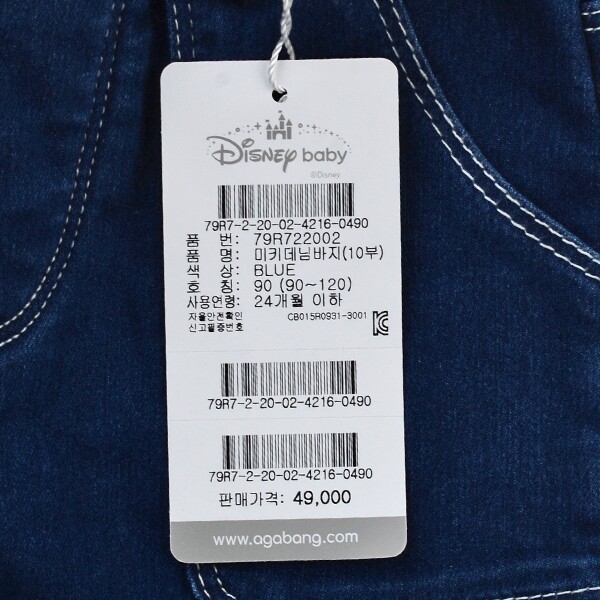 Disney baby
©Disney
79R7-2-20-02-4216-0490
품 번: 79R722002
품 명: 미키데님바지(10부)
색 상: BLUE
호 칭: 90 (90~120)
사용연령: 24개월 이하
자율안전확인
신고필증번호 CB015R0931-3001
79R7-2-20-02-4216-0490
79R7-2-20-02-4216-0490
판매가격: 49,000
www.agabang.com